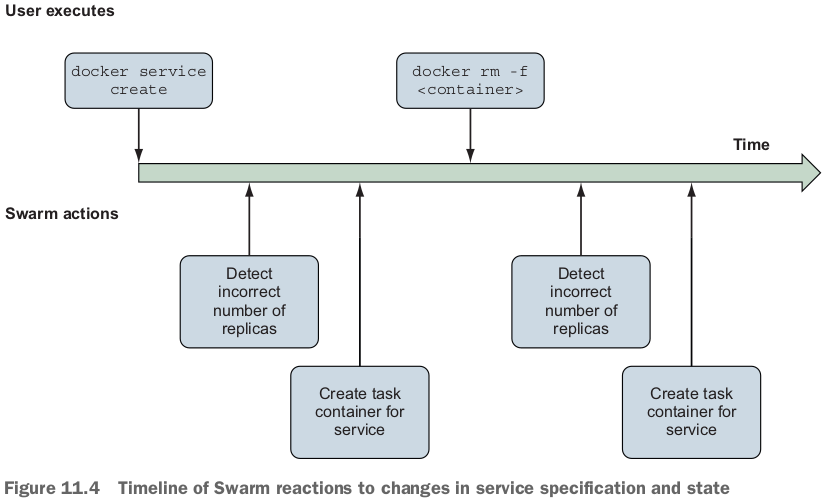 User executes
docker service
create
docker rm -f
<container>
Time
Swarm actions
Detect
incorrect
number of
replicas
Detect
incorrect
number of
replicas
Create task
container for
service
Create task
container for
service
Figure 11.4 Timeline of Swarm reactions to changes in service specification and state